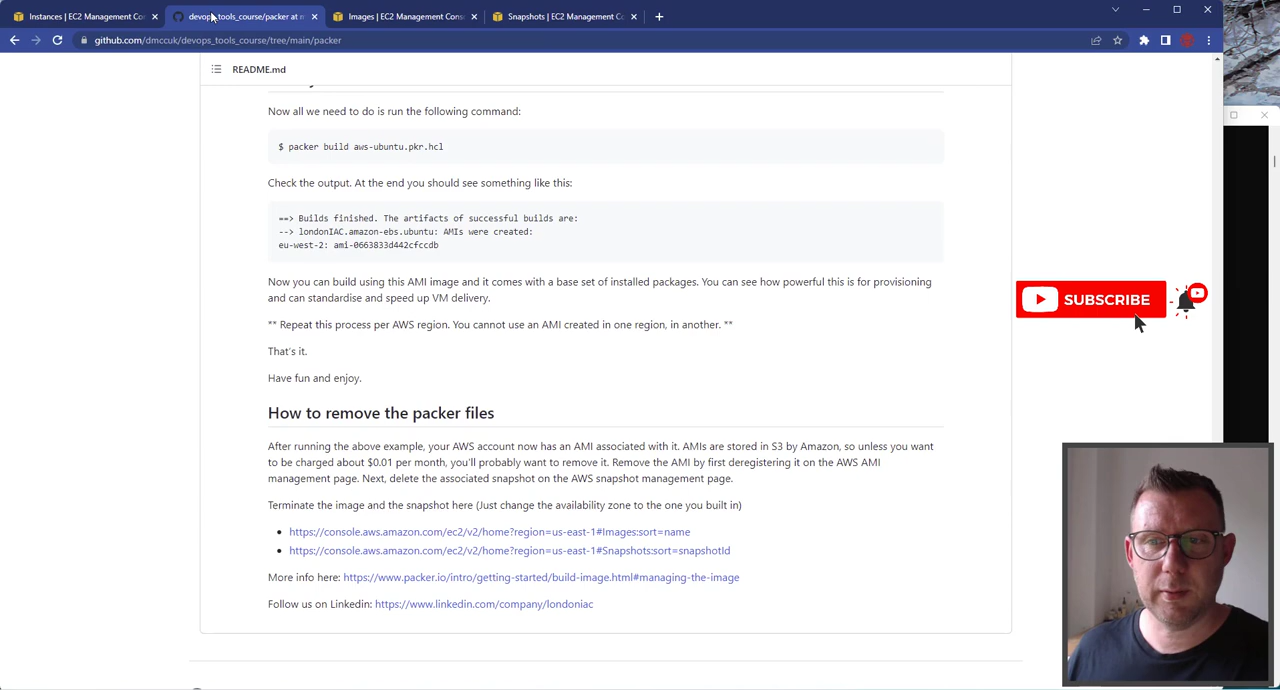 Instances | EC2 Management Con
devops_tools_course/packer at m
Images | EC2 Management Cons
Snapshots | EC2 Management C
github.com/dmccuk/devops_tools_course/tree/main/packer
README.md
Now all we need to do is run the following command:
$ packer build aws-ubuntu.pkr.hcl
Check the output. At the end you should see something like this:
==> Builds finished. The artifacts of successful builds are:
--> londonIAC.amazon-ebs.ubuntu: AMIs were created:
eu-west-2: ami-0663833d442cfccdb
Now you can build using this AMI image and it comes with a base set of installed packages. You can see how powerful this is for provisioning
and can standardise and speed up VM delivery.
** Repeat this process per AWS region. You cannot use an AMI created in one region, in another. **
That's it.
Have fun and enjoy.
SUBSCRIBE
How to remove the packer files
After running the above example, your AWS account now has an AMI associated with it. AMIs are stored in S3 by Amazon, so unless you want
to be charged about $0.01 per month, you'll probably want to remove it. Remove the AMI by first deregistering it on the AWS AMI
management page. Next, delete the associated snapshot on the AWS snapshot management page.
Terminate the image and the snapshot here (Just change the availability zone to the one you built in)
https://console.aws.amazon.com/ec2/v2/home?region=us-east-1#Images:sort=name
https://console.aws.amazon.com/ec2/v2/home?region=us-east-1#Snapshots:sort=snapshotId
More info here: https://www.packer.io/intro/getting-started/build-image.html#managing-the-image
Follow us on Linkedin: https://www.linkedin.com/company/londoniac